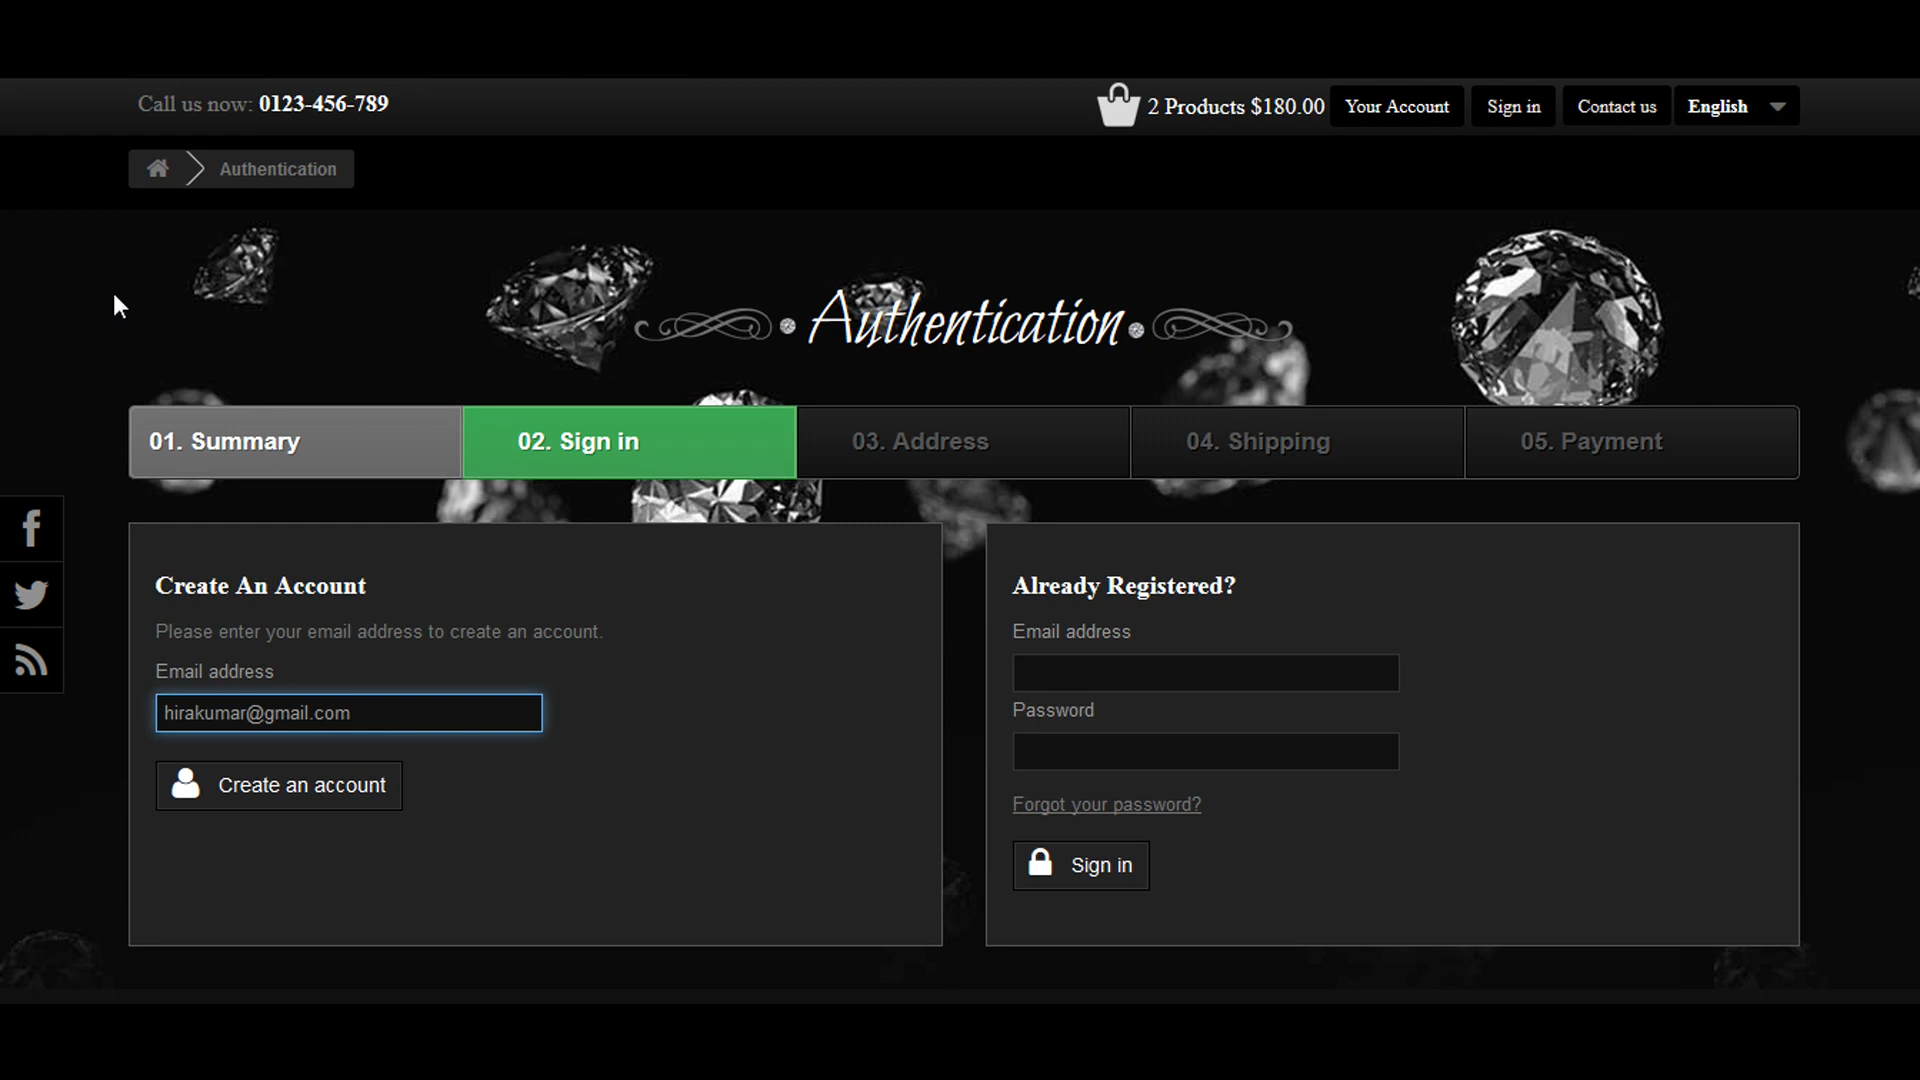 Call us now: 0123-456-789
2 Products $180.00 Your Account Sign in Contact us English
Authentication
Authentication
01. Summary 02. Sign in 03. Address 04. Shipping 05. Payment
Create An Account
Please enter your email address to create an account.
Email address
hirakumar@gmail.com
Create an account
Already Registered?
Email address
Password
Forgot your password?
Sign in